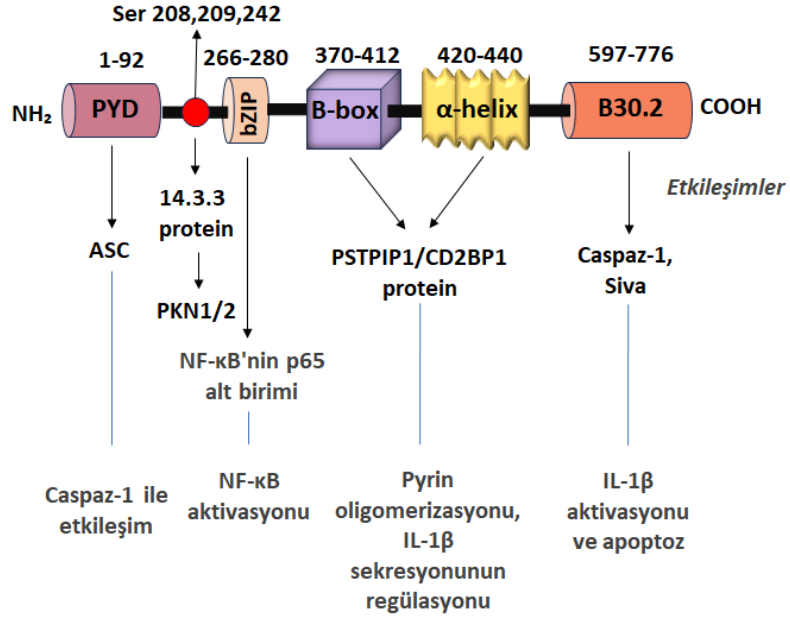 Ser 208,209,242
1-92
266-280
370-412
420-440
597-776
NH₂
PYD
bZIP
B-box
α-helix
B30.2
COOH
Etkileşimler
ASC
14.3.3
protein
PKN1/2
NF-κB'nin p65
alt birimi
PSTPIP1/CD2BP1
protein
Caspaz-1,
Siva
Caspaz-1 ile
etkileşim
NF-κB
aktivasyonu
Pyrin
oligomerizasyonu,
IL-1β
sekresyonunun
regülasyonu
IL-1β
aktivasyonu
ve apoptoz